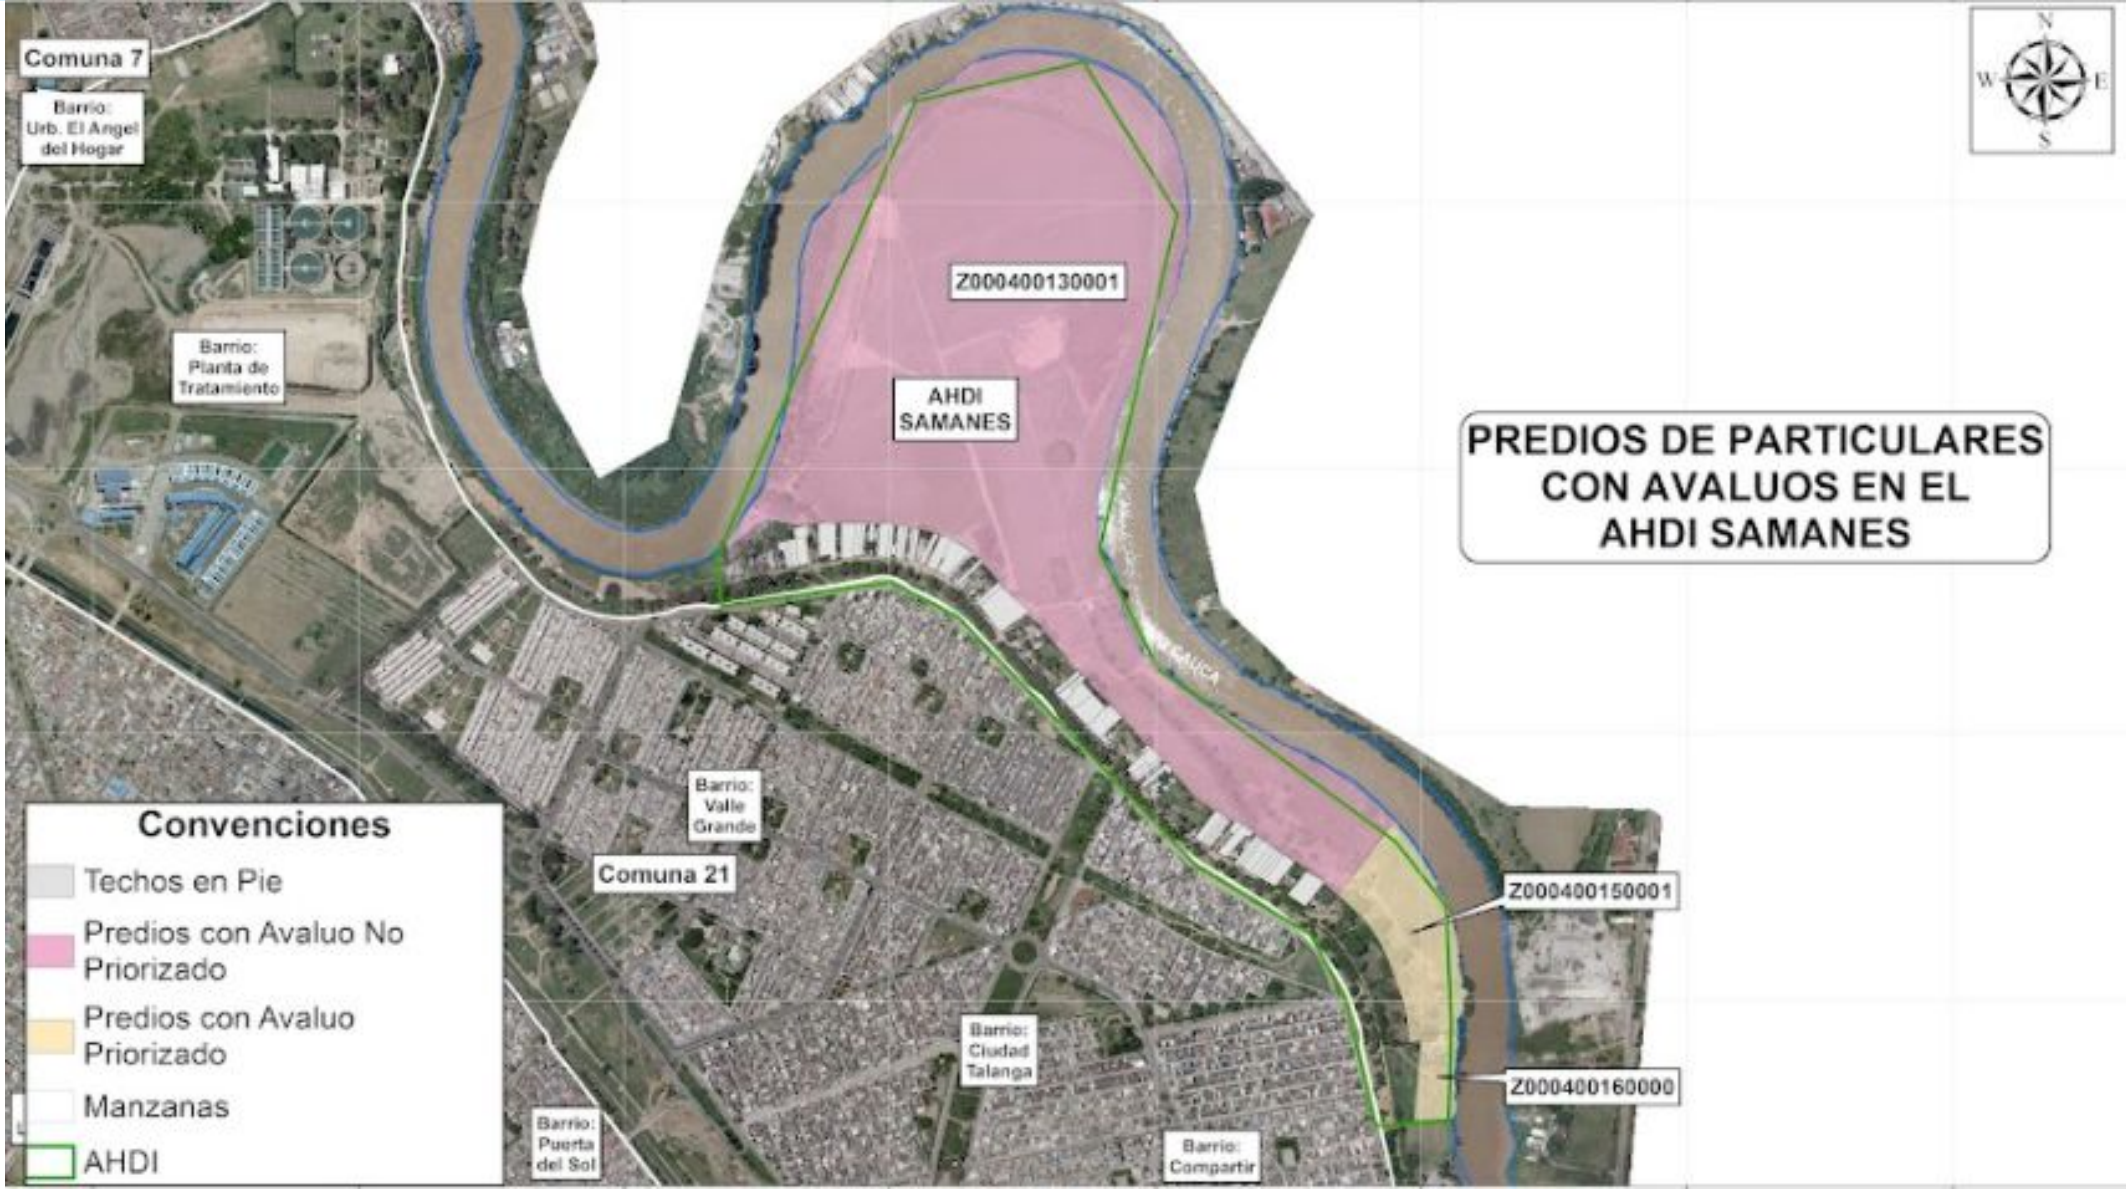 Comuna 7
Barrio:
Urb. El Angel
del Hogar
N
W
E
S
Z000400130001
Barrio:
Planta de
Tratamiento
AHDI
SAMANES
PREDIOS DE PARTICULARES
CON AVALUOS EN EL
AHDI SAMANES
CAUCA
Barrio:
Valle
Grande
Comuna 21
Z000400150001
Barrio:
Ciudad
Talanga
Z000400160000
Barrio:
Puerta
del Sol
Barrio:
Compartir
Convenciones
Techos en Pie
Predios con Avaluo No
Priorizado
Predios con Avaluo
Priorizado
Manzanas
AHDI